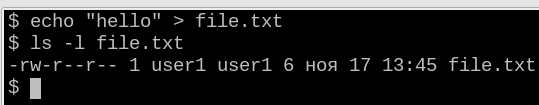 $ echo "hello" > file.txt
$ ls -l file.txt
-rw-r--r-- 1 user1 user1 6 ноя 17 13:45 file.txt
$